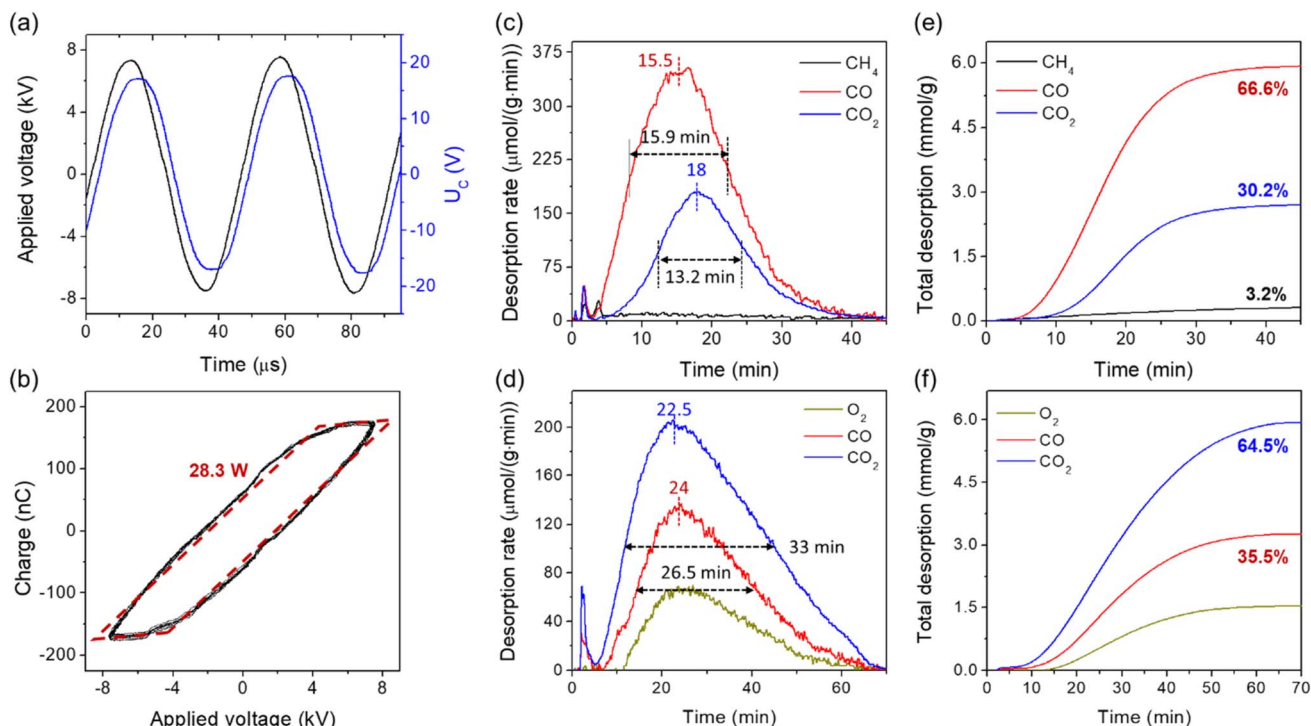 (a)
Applied voltage (kV)
8
4
0
-4
-8
20
10
0
-10
-20
U_C (V)
0 20 40 60 80
Time (μs)
(b)
Charge (nC)
200
100
0
-100
-200
28.3 W
-8 -4 0 4 8
Applied voltage (kV)
(c)
Desorption rate (μmol/(g·min))
375
300
225
150
75
0
15.5
15.9 min
18
13.2 min
CH₄
CO
CO₂
0 10 20 30 40
Time (min)
(d)
Desorption rate (μmol/(g·min))
200
160
120
80
40
0
22.5
24
33 min
26.5 min
O₂
CO
CO₂
0 20 40 60
Time (min)
(e)
Total desorption (mmol/g)
6.0
4.5
3.0
1.5
0.0
CH₄
CO
CO₂
66.6%
30.2%
3.2%
0 10 20 30 40
Time (min)
(f)
Total desorption (mmol/g)
6.0
4.5
3.0
1.5
0.0
O₂
CO
CO₂
64.5%
35.5%
0 10 20 30 40 50 60 70
Time (min)